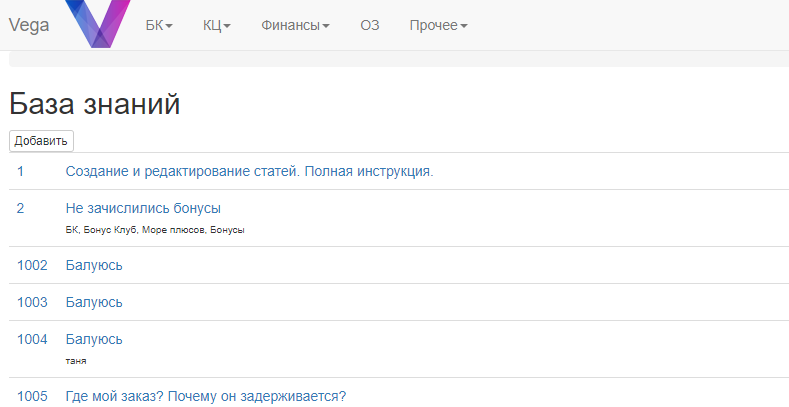 Vega БК КЦ Финансы ОЗ Прочее
База знаний
Добавить
1 Создание и редактирование статей. Полная инструкция.
2 Не зачислились бонусы
БК, Бонус Клуб, Море плюсов, Бонусы
1002 Балуюсь
1003 Балуюсь
1004 Балуюсь
таня
1005 Где мой заказ? Почему он задерживается?